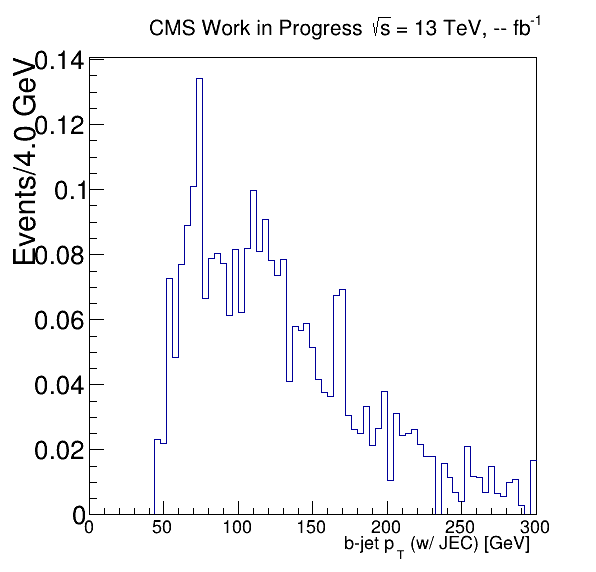 CMS Work in Progress √s = 13 TeV, -- fb⁻¹
Events/4.0 GeV
0.14
0.12
0.1
0.08
0.06
0.04
0.02
0
0 50 100 150 200 250 300
b-jet p_T (w/ JEC) [GeV]